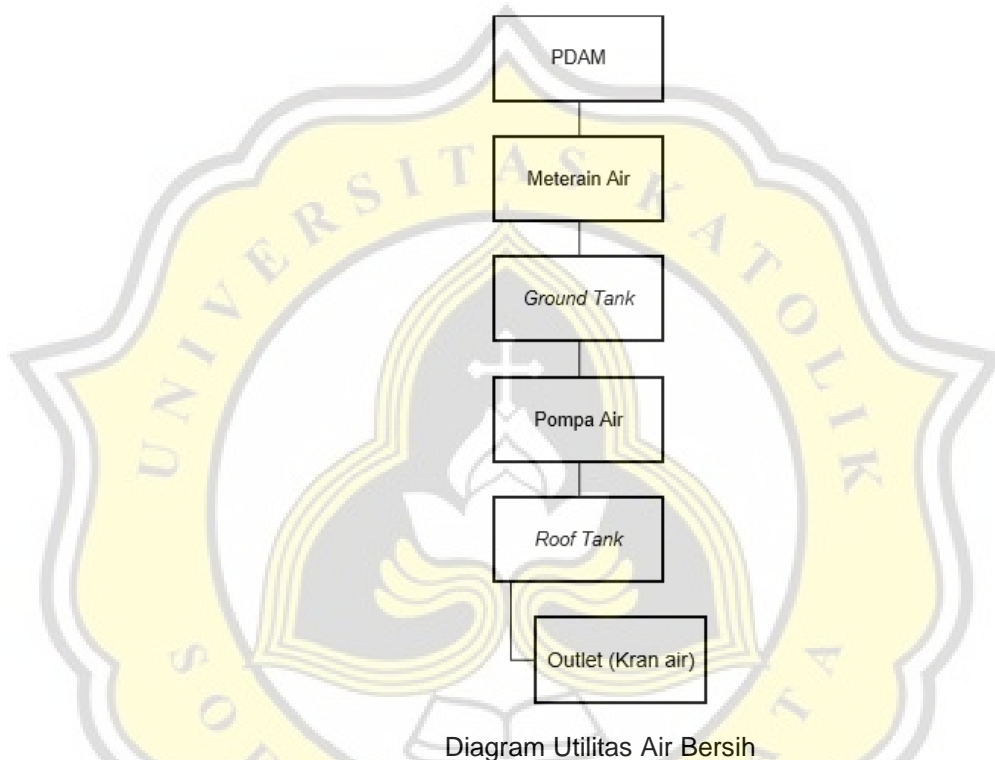 PDAM
Meterain Air
Ground Tank
Pompa Air
Roof Tank
Outlet (Kran air)
Diagram Utilitas Air Bersih
UNIVERSITAS KATOLIK